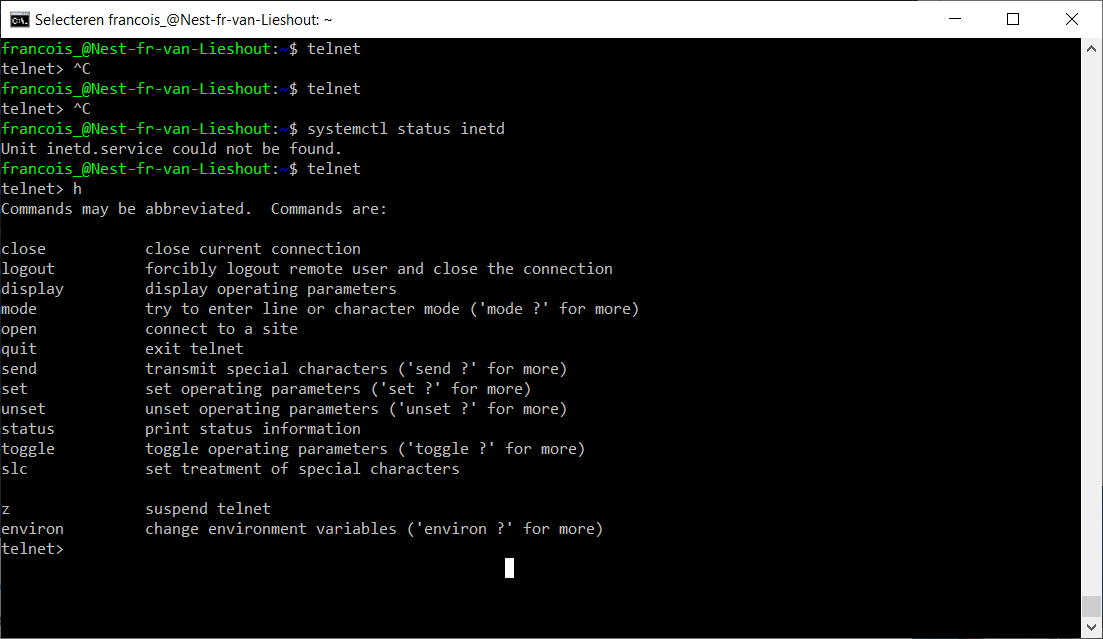 Selecteren francois_@Nest-fr-van-Lieshout: ~
francois_@Nest-fr-van-Lieshout:~$ telnet
telnet> ^C
francois_@Nest-fr-van-Lieshout:~$ telnet
telnet> ^C
francois_@Nest-fr-van-Lieshout:~$ systemctl status inetd
Unit inetd.service could not be found.
francois_@Nest-fr-van-Lieshout:~$ telnet
telnet> h
Commands may be abbreviated.  Commands are:

close           close current connection
logout          forcibly logout remote user and close the connection
display         display operating parameters
mode            try to enter line or character mode ('mode ?' for more)
open            connect to a site
quit            exit telnet
send            transmit special characters ('send ?' for more)
set             set operating parameters ('set ?' for more)
unset           unset operating parameters ('unset ?' for more)
status          print status information
toggle          toggle operating parameters ('toggle ?' for more)
slc             set treatment of special characters

z               suspend telnet
environ         change environment variables ('environ ?' for more)
telnet>